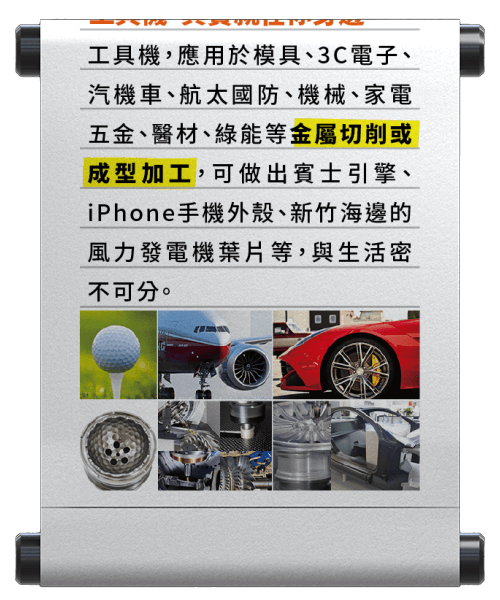 工具機，應用於模具、3C電子、
汽機車、航太國防、機械、家電
五金、醫材、綠能等金屬切削或
成型加工，可做出賓士引擎、
iPhone手機外殼、新竹海邊的
風力發電機葉片等，與生活密
不可分。